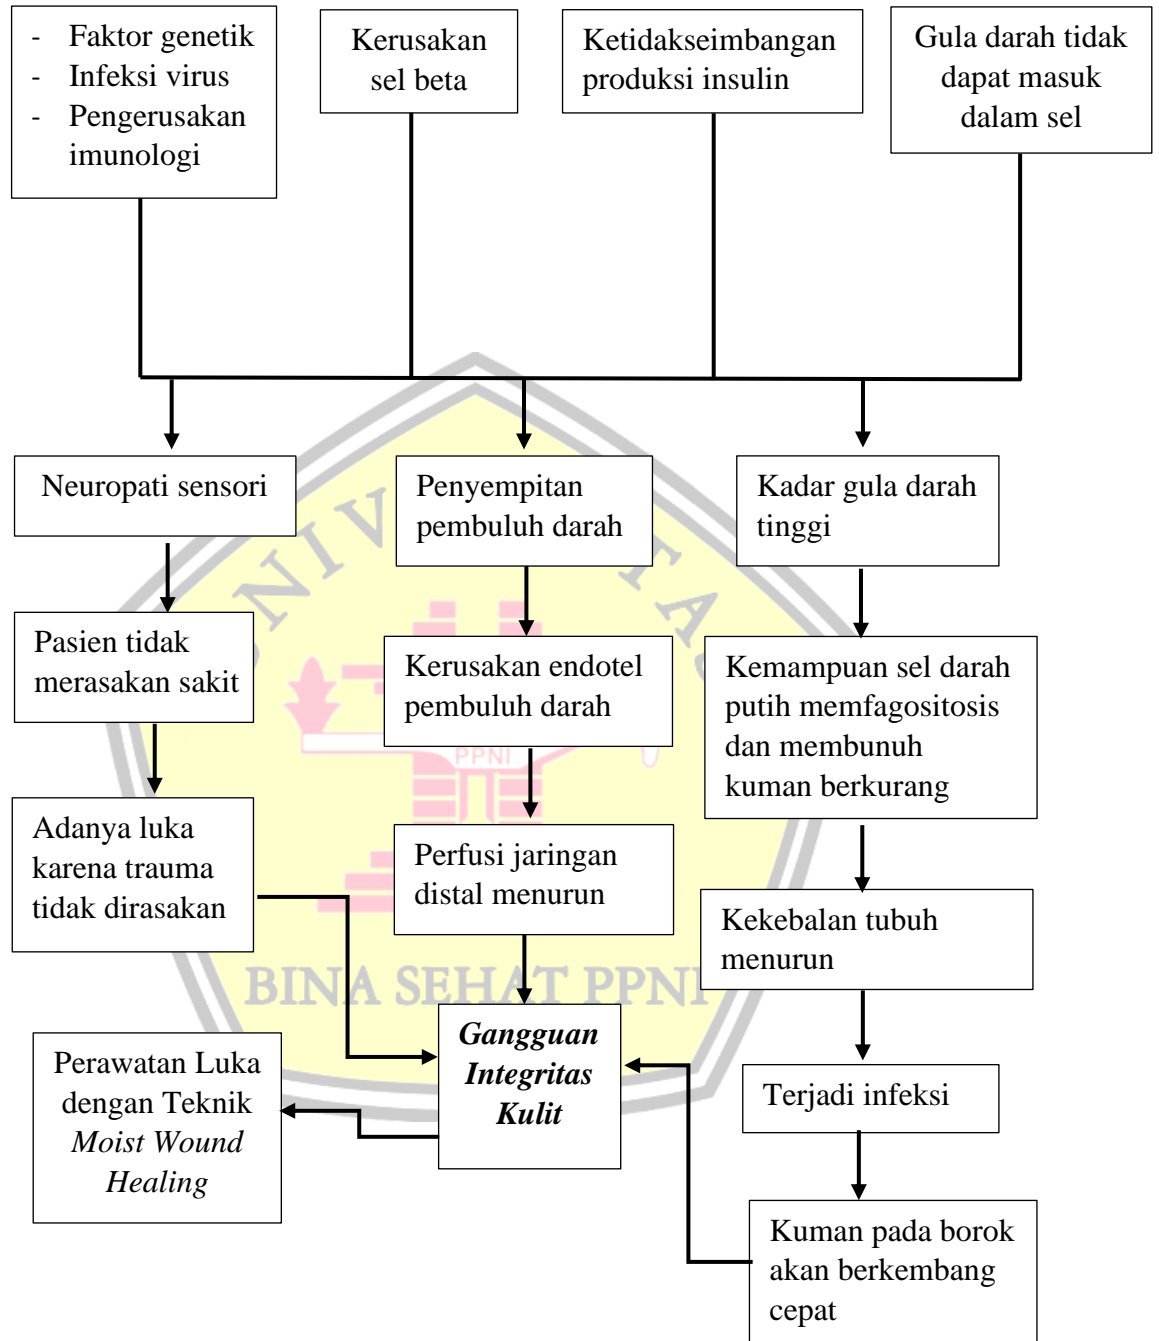 - Faktor genetik
- Infeksi virus
- Pengerusakan
imunologi
Kerusakan
sel beta
Ketidakseimbangan
produksi insulin
Gula darah tidak
dapat masuk
dalam sel
Neuropati sensori
Penyempitan
pembuluh darah
Kadar gula darah
tinggi
Pasien tidak
merasakan sakit
Kerusakan endotel
pembuluh darah
Kemampuan sel darah
putih memfagositosis
dan membunuh
kuman berkurang
PPNI
Adanya luka
karena trauma
tidak dirasakan
Perfusi jaringan
distal menurun
Kekebalan tubuh
menurun
BINA SEHAT PPNI
Gangguan
Integritas
Kulit
Perawatan Luka
dengan Teknik
Moist Wound
Healing
Terjadi infeksi
Kuman pada borok
akan berkembang
cepat